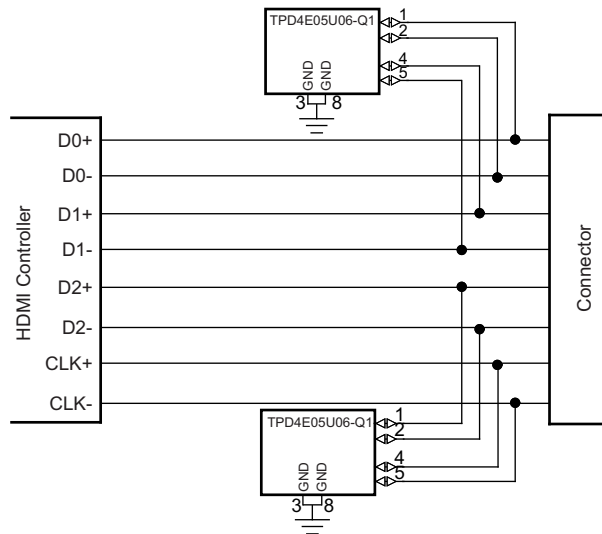 TPD4E05U06-Q1
1
2
4
5
GND
GND
3
8
HDMI Controller
D0+
D0-
D1+
D1-
D2+
D2-
CLK+
CLK-
Connector
TPD4E05U06-Q1
1
2
4
5
GND
GND
3
8